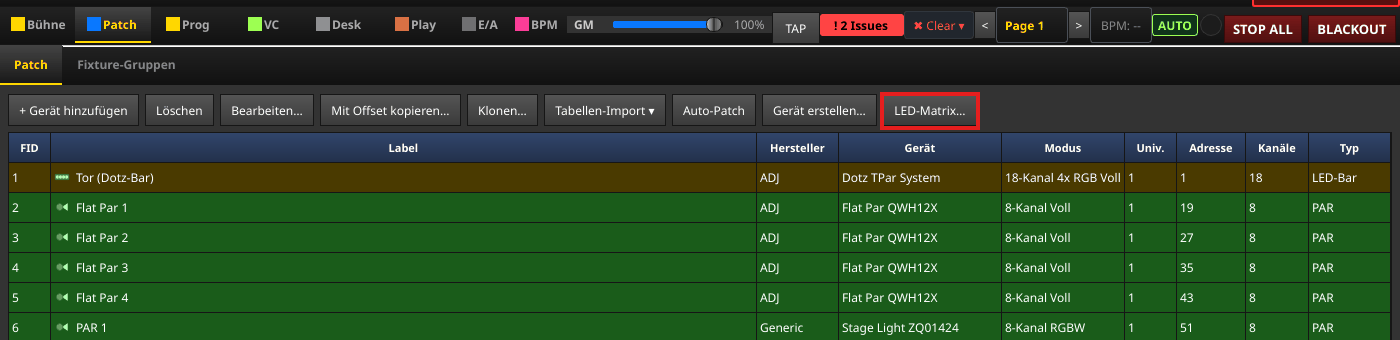 Bühne Patch Prog VC Desk Play E/A BPM GM 100% TAP ! 2 Issues ✖ Clear ▾ < Page 1 > BPM: -- AUTO STOP ALL BLACKOUT
Patch Fixture-Gruppen
+ Gerät hinzufügen Löschen Bearbeiten... Mit Offset kopieren... Klonen... Tabellen-Import ▾ Auto-Patch Gerät erstellen... LED-Matrix...
FID Label Hersteller Gerät Modus Univ. Adresse Kanäle Typ
1 Tor (Dotz-Bar) ADJ Dotz TPar System 18-Kanal 4x RGB Voll 1 1 18 LED-Bar
2 Flat Par 1 ADJ Flat Par QWH12X 8-Kanal Voll 1 19 8 PAR
3 Flat Par 2 ADJ Flat Par QWH12X 8-Kanal Voll 1 27 8 PAR
4 Flat Par 3 ADJ Flat Par QWH12X 8-Kanal Voll 1 35 8 PAR
5 Flat Par 4 ADJ Flat Par QWH12X 8-Kanal Voll 1 43 8 PAR
6 PAR 1 Generic Stage Light ZQ01424 8-Kanal RGBW 1 51 8 PAR